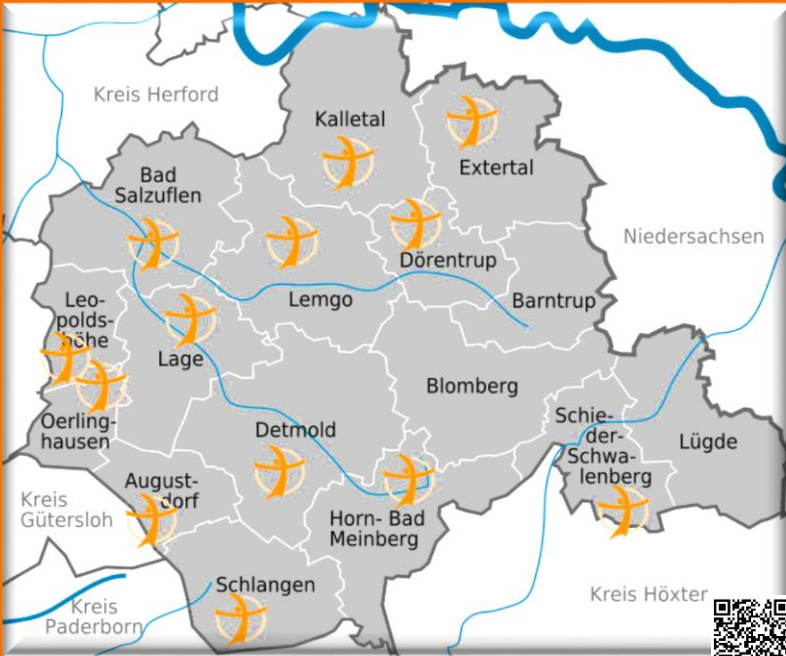 Kreis Herford
Kalletal
Extertal
Bad
Salzuflen
Niedersachsen
Dörentrup
Lemgo
Barntrup
Leo-
polds-
höhe
Lage
Blomberg
Oerling-
hausen
Detmold
Schie-
der-
Schwa-
lenberg
Lügde
August-
dorf
Kreis
Gütersloh
Horn- Bad
Meinberg
Schlangen
Kreis Höxter
Kreis
Paderborn